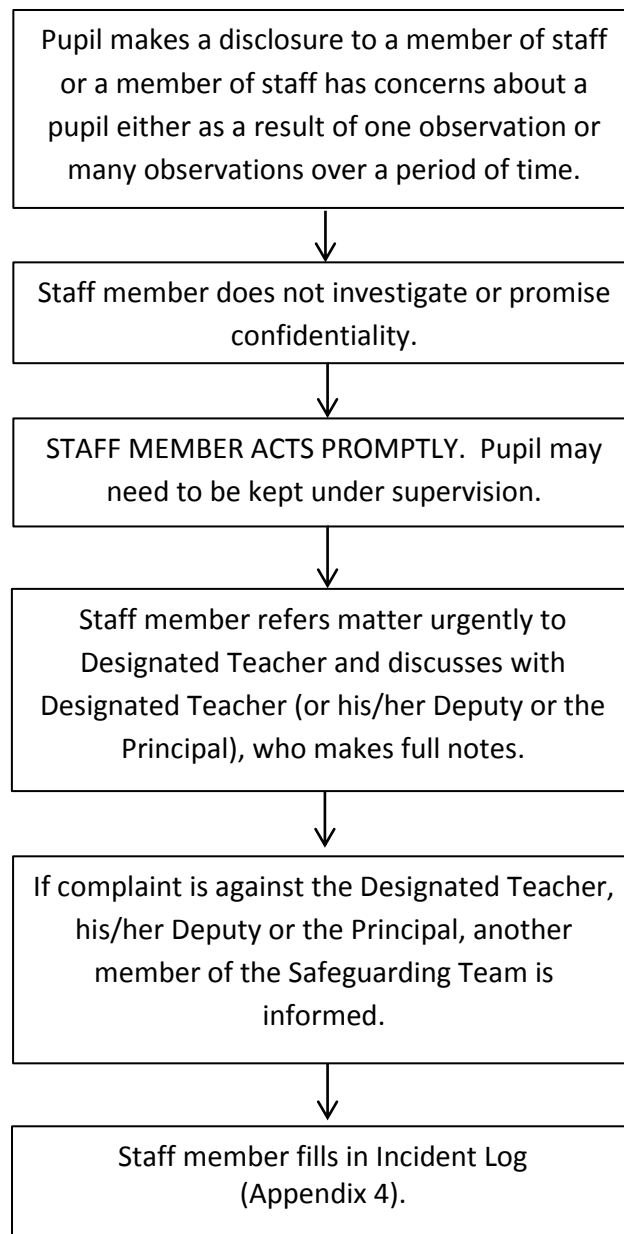 Pupil makes a disclosure to a member of staff
or a member of staff has concerns about a
pupil either as a result of one observation or
many observations over a period of time.
Staff member does not investigate or promise
confidentiality.
STAFF MEMBER ACTS PROMPTLY.  Pupil may
need to be kept under supervision.
Staff member refers matter urgently to
Designated Teacher and discusses with
Designated Teacher (or his/her Deputy or the
Principal), who makes full notes.
If complaint is against the Designated Teacher,
his/her Deputy or the Principal, another
member of the Safeguarding Team is
informed.
Staff member fills in Incident Log
(Appendix 4).